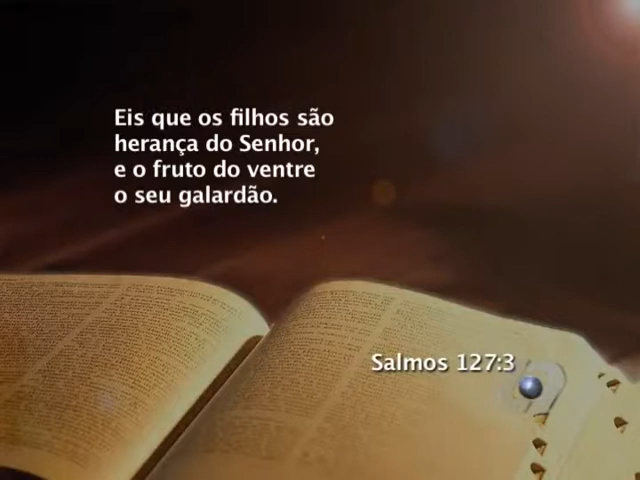 Eis que os filhos são
herança do Senhor,
e o fruto do ventre
o seu galardão.
Salmos 127:3